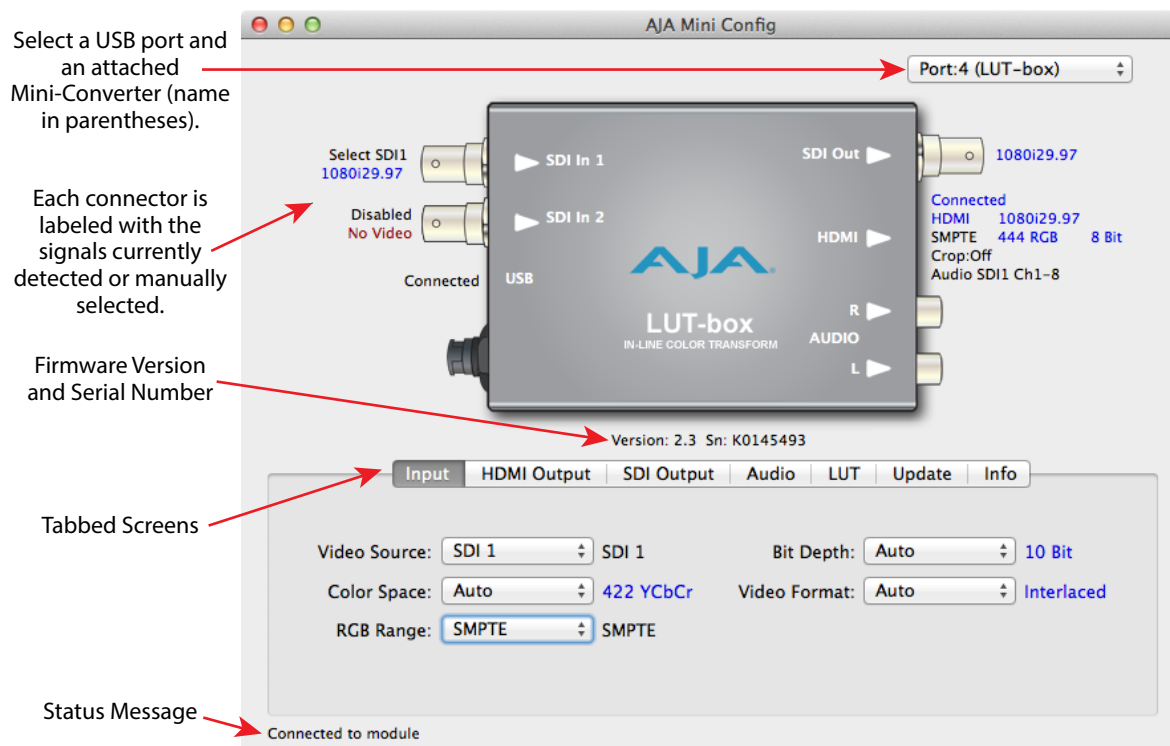 AJA Mini Config
Select a USB port and
an attached
Mini-Converter (name
in parentheses).
Port:4 (LUT-box)
Each connector is
labeled with the
signals currently
detected or manually
selected.
Select SDI1
1080i29.97
Disabled
No Video
Connected
SDI In 1
SDI In 2
USB
AJA
LUT-box
IN-LINE COLOR TRANSFORM
SDI Out
HDMI
R
AUDIO
L
1080i29.97
Connected
HDMI 1080i29.97
SMPTE 444 RGB 8 Bit
Crop:Off
Audio SDI1 Ch1-8
Firmware Version
and Serial Number
Version: 2.3 Sn: K0145493
Tabbed Screens
Input HDMI Output SDI Output Audio LUT Update Info
Video Source: SDI 1 SDI 1 Bit Depth: Auto 10 Bit
Color Space: Auto 422 YCbCr Video Format: Auto Interlaced
RGB Range: SMPTE SMPTE
Status Message
Connected to module